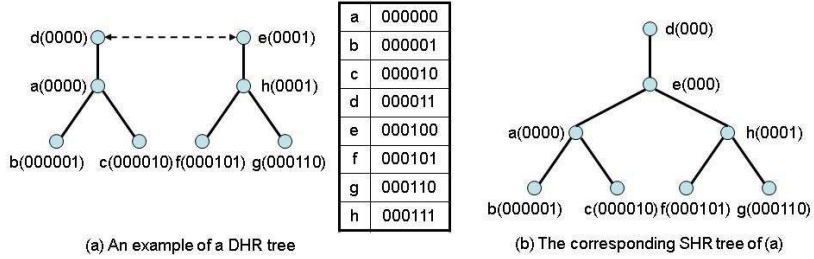 d(0000)
e(0001)
a(0000)
h(0001)
b(000001)
c(000010)
f(000101)
g(000110)
(a) An example of a DHR tree
a 000000
b 000001
c 000010
d 000011
e 000100
f 000101
g 000110
h 000111
d(000)
e(000)
a(0000)
h(0001)
b(000001)
c(000010)
f(000101)
g(000110)
(b) The corresponding SHR tree of (a)